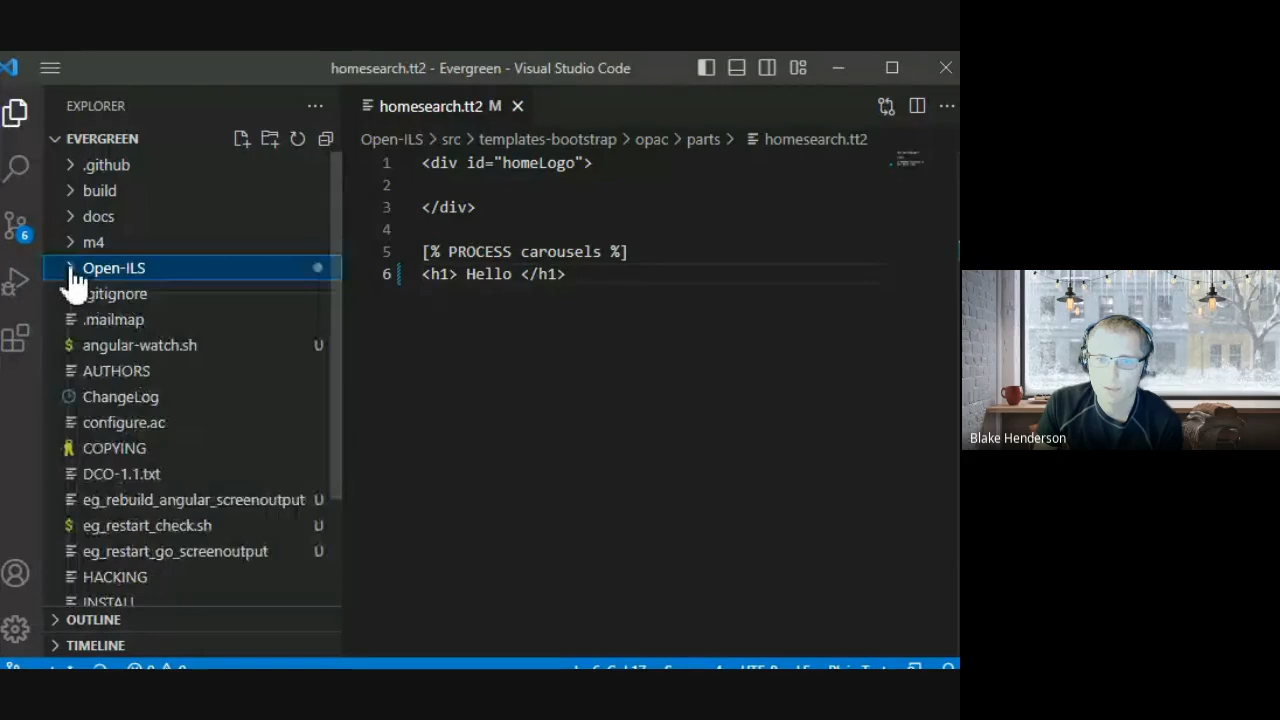 homesearch.tt2 - Evergreen - Visual Studio Code
EXPLORER
EVERGREEN
.github
build
docs
m4
Open-ILS
gitignore
.mailmap
angular-watch.sh U
AUTHORS
ChangeLog
configure.ac
COPYING
DCO-1.1.txt
eg_rebuild_angular_screenoutput U
eg_restart_check.sh U
eg_restart_go_screenoutput U
HACKING
INSTALL
OUTLINE
TIMELINE
6
homesearch.tt2 M
Open-ILS > src > templates-bootstrap > opac > parts > homesearch.tt2
1 <div id="homeLogo">
2
3 </div>
4
5 [% PROCESS carousels %]
6 <h1> Hello </h1>
Blake Henderson